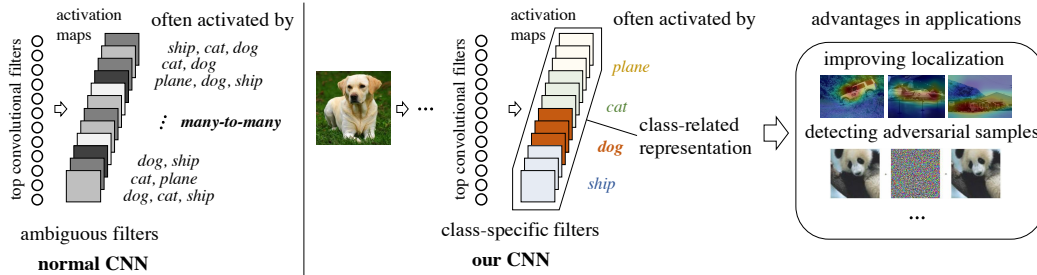 top convolutional filters
activation
maps
often activated by
ship, cat, dog
cat, dog
plane, dog, ship
⋮ many-to-many
dog, ship
cat, plane
dog, cat, ship
ambiguous filters
normal CNN
...
top convolutional filters
activation
maps
often activated by
plane
cat
dog
ship
class-related
representation
class-specific filters
our CNN
advantages in applications
improving localization
detecting adversarial samples
...